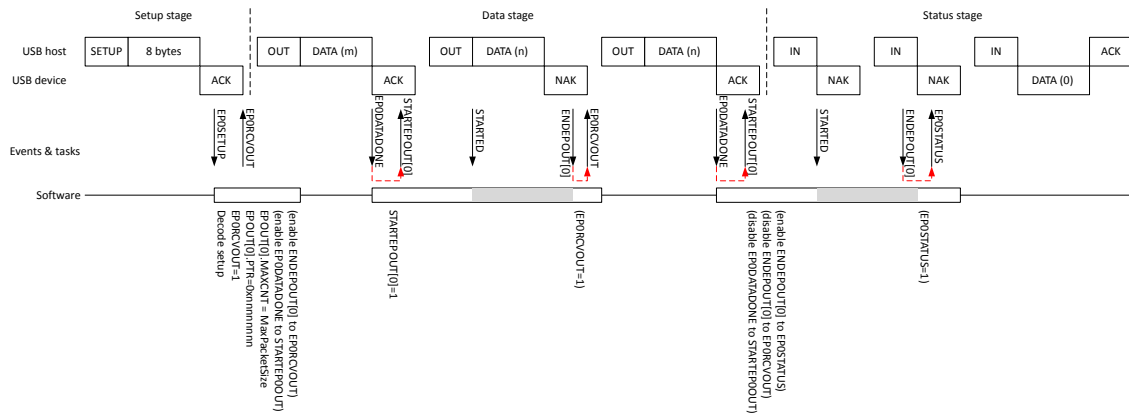 Setup stage
Data stage
Status stage
USB host
SETUP
8 bytes
OUT
DATA (m)
OUT
DATA (n)
OUT
DATA (n)
IN
IN
IN
ACK
USB device
ACK
ACK
NAK
ACK
NAK
NAK
DATA (0)
Events & tasks
EP0SETUP
EP0RCVOUT
EP0DATADONE
STARTEPOUT[0]
STARTED
ENDEPOUT[0]
EP0RCVOUT
EP0DATADONE
STARTEPOUT[0]
STARTED
ENDEPOUT[0]
EP0STATUS
Software
(enable ENDEPOUT[0] to EP0RCVOUT)
(enable EP0DATADONE to STARTEP0OUT)
EPOUT[0].MAXCNT = MaxPacketSize
EPOUT[0].PTR=0xnnnnnnnn
EP0RCVOUT=1
Decode setup
STARTEPOUT[0]=1
(EP0RCVOUT=1)
(enable ENDEPOUT[0] to EP0STATUS)
(disable ENDEPOUT[0] to EP0RCVOUT)
(disable EP0DATADONE to STARTEP0OUT)
(EP0STATUS=1)